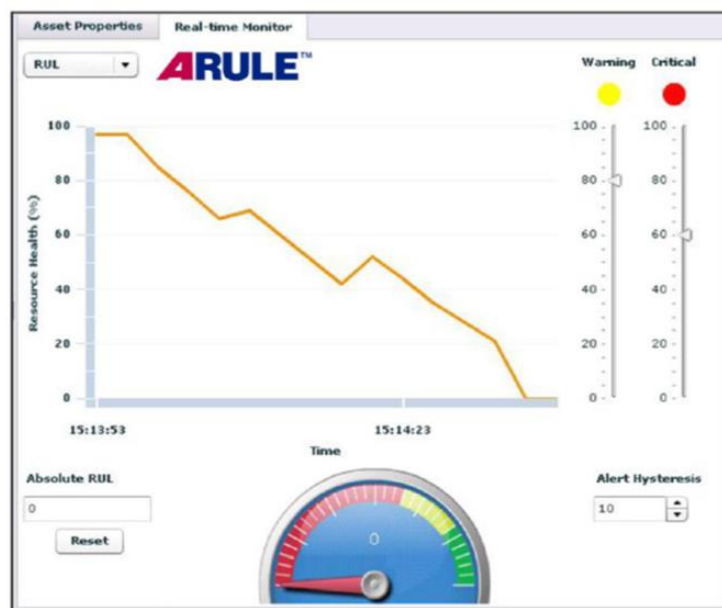 Asset Properties
Real-time Monitor
RUL
ARULE™
Warning Critical
100
80
60
40
20
0
Resource Health (%)
15:13:53
15:14:23
Time
100
80
60
40
20
0
100
80
60
40
20
0
Absolute RUL
0
Reset
0
Alert Hysteresis
10